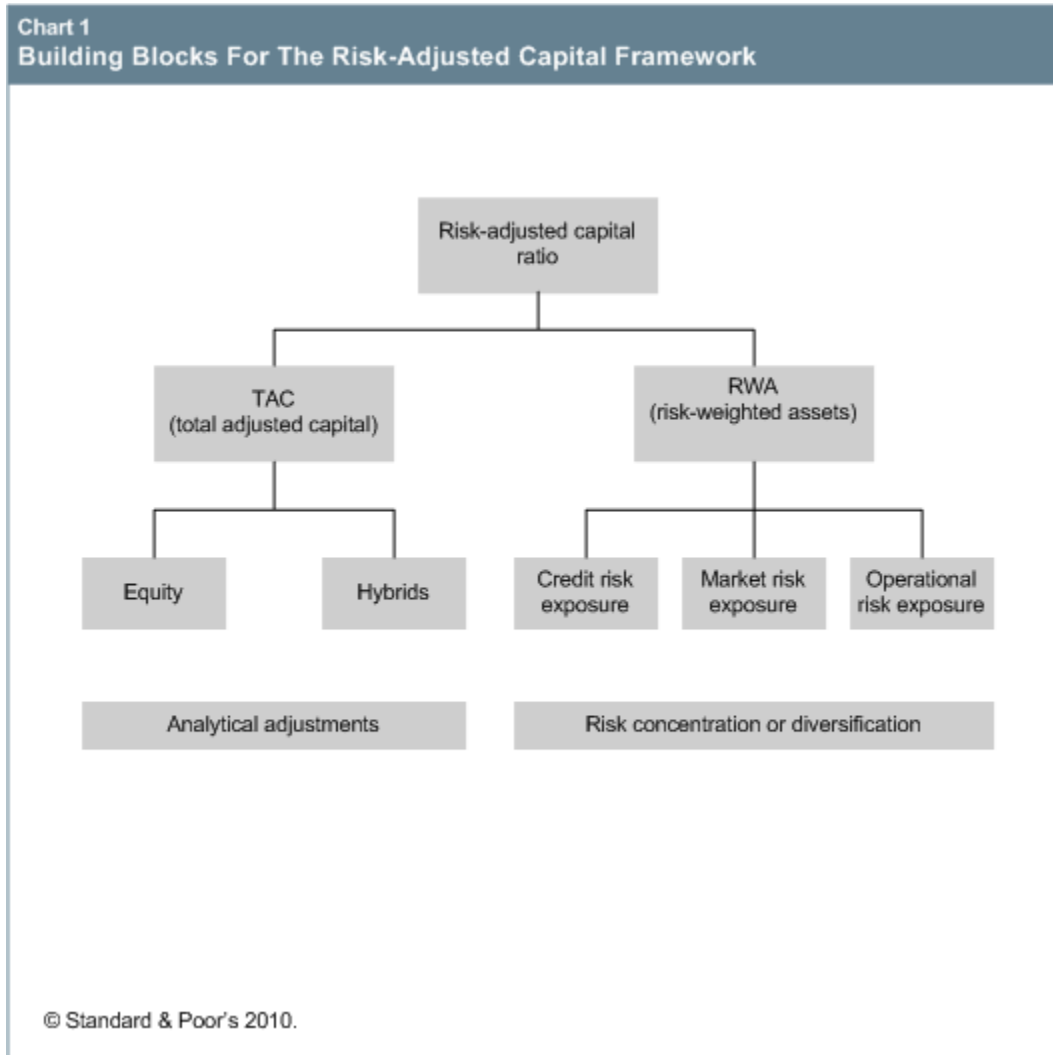 Chart 1
Building Blocks For The Risk-Adjusted Capital Framework
Risk-adjusted capital
ratio
TAC
(total adjusted capital)
RWA
(risk-weighted assets)
Equity
Hybrids
Credit risk
exposure
Market risk
exposure
Operational
risk exposure
Analytical adjustments
Risk concentration or diversification
© Standard & Poor's 2010.